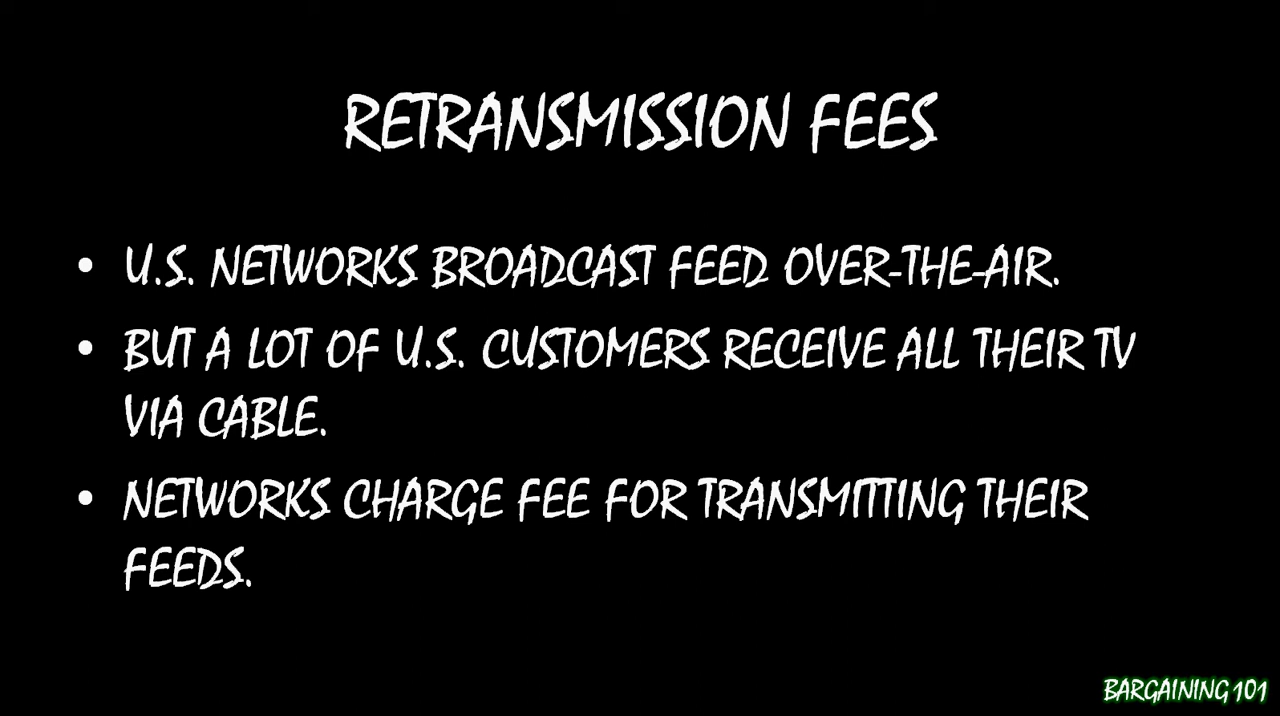 RETRANSMISSION FEES
• U.S. NETWORKS BROADCAST FEED OVER-THE-AIR.
• BUT A LOT OF U.S. CUSTOMERS RECEIVE ALL THEIR TV
VIA CABLE.
• NETWORKS CHARGE FEE FOR TRANSMITTING THEIR
FEEDS.
BARGAINING 101